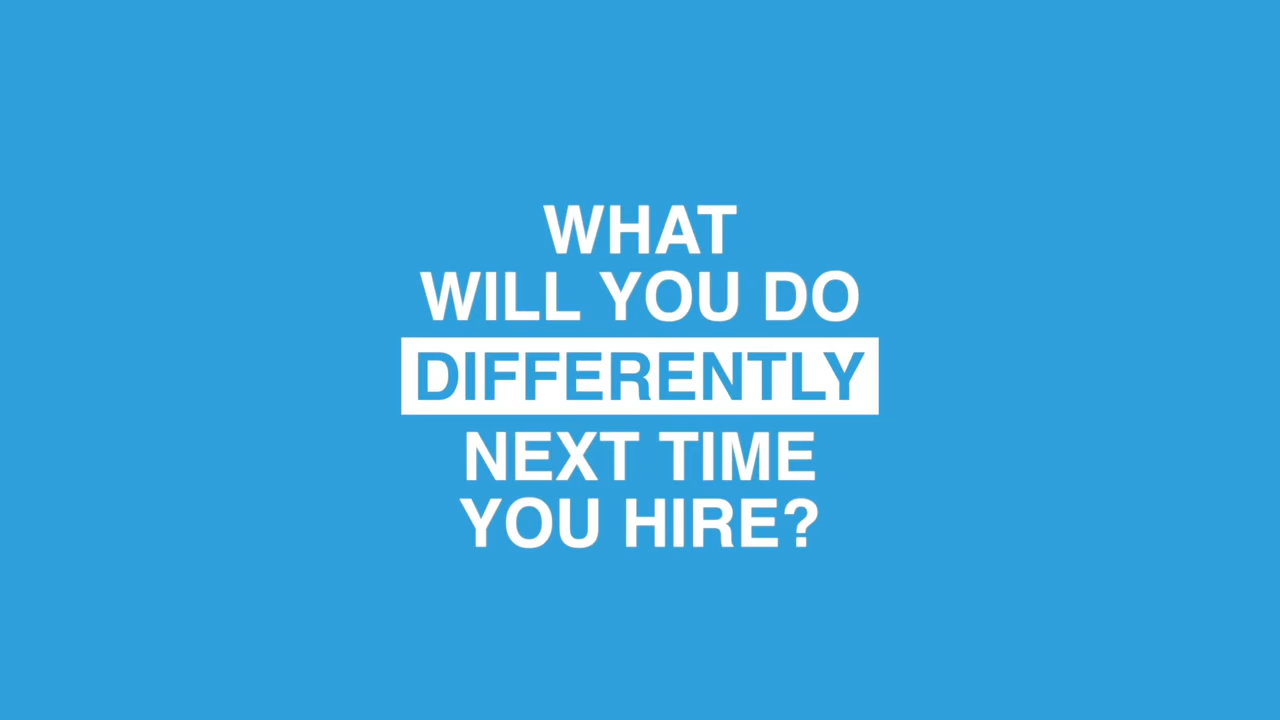 WHAT
WILL YOU DO
DIFFERENTLY
NEXT TIME
YOU HIRE?